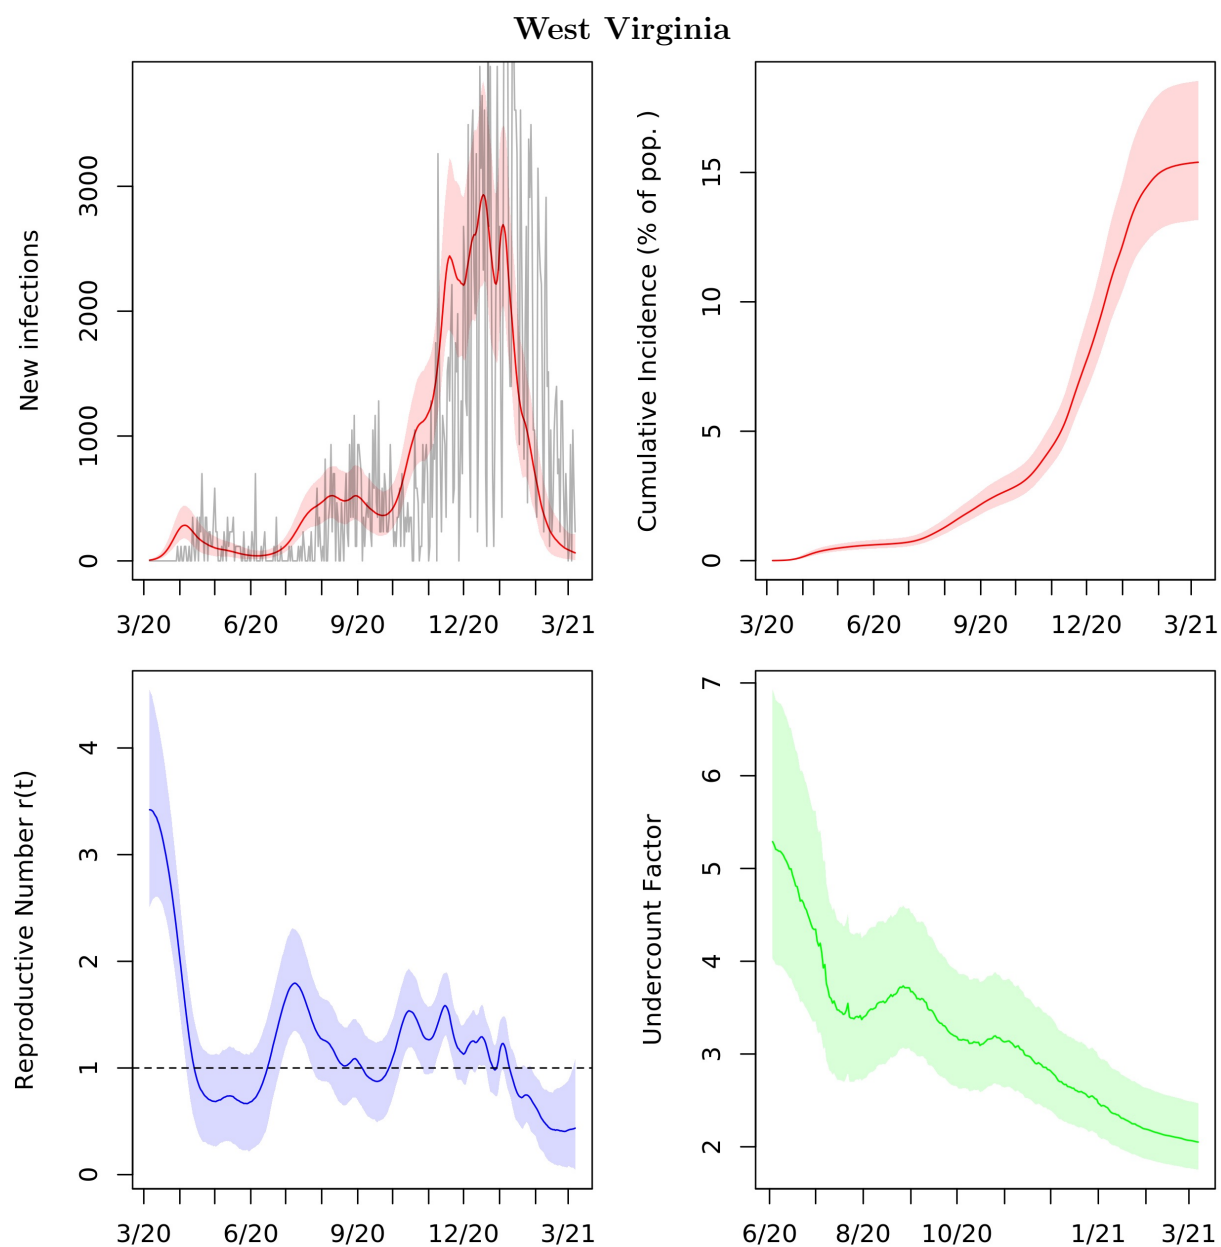 West Virginia
New infections
0
1000
2000
3000
3/20 6/20 9/20 12/20 3/21
Cumulative Incidence (% of pop. )
0
5
10
15
3/20 6/20 9/20 12/20 3/21
Reproductive Number r(t)
0
1
2
3
4
3/20 6/20 9/20 12/20 3/21
Undercount Factor
2
3
4
5
6
7
6/20 8/20 10/20 1/21 3/21